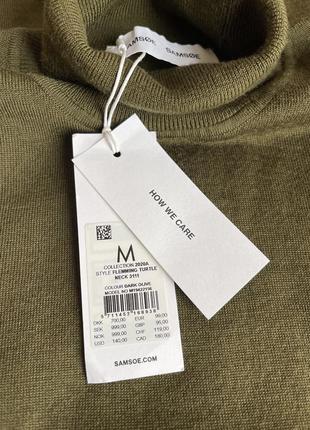 SAMSØE SAMSØE
HOW WE CARE
M
COLLECTION 2020A
STYLE FLEMMING TURTLE
NECK 3111
COLOUR DARK OLIVE
DKK 700,00 EUR 99,00
SEK 999,00 GBP 95,00
NOK 999,00 CHF 119,00
USD 140,00 CAD 180,00
SAMSOE.COM